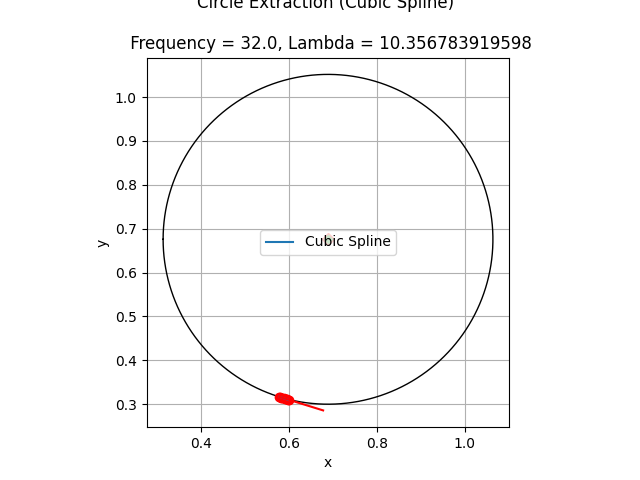 Circle Extraction (Cubic Spline)
Frequency = 32.0, Lambda = 10.356783919598
1.0
0.9
0.8
0.7
0.6
0.5
0.4
0.3
y
Cubic Spline
0.4 0.6 0.8 1.0
x